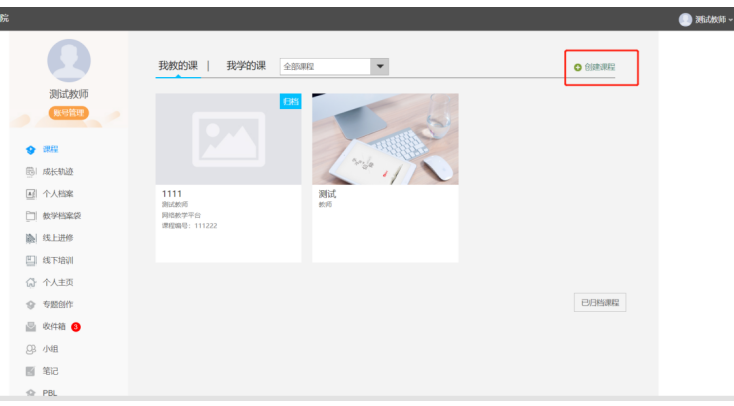 院
测试教师
测试教师
账号管理
课程
成长轨迹
个人档案
教学档案袋
线上进修
线下培训
个人主页
专题创作
收件箱 3
小组
笔记
PBL
我教的课 | 我学的课 全部课程
创建课程
归档
1111
测试教师
网络教学平台
课程编号：111222
测试
教师
已归档课程